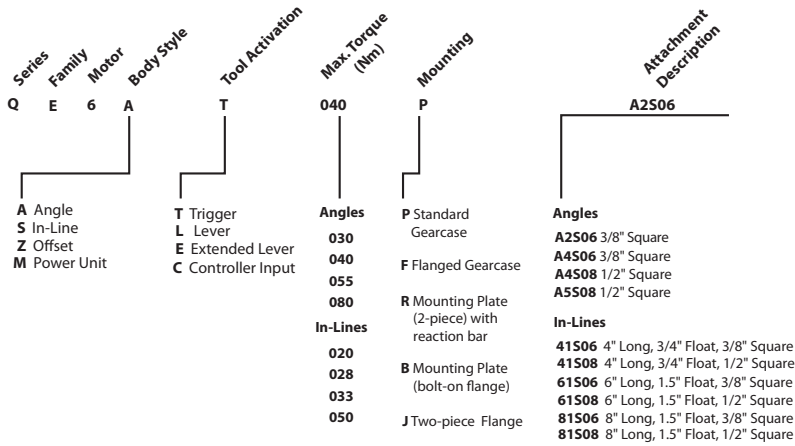 Series
Family
Motor
Body Style
Tool Activation
Max. Torque
(Nm)
Mounting
Attachment
Description
Q E 6 A T 040 P A2S06
A Angle
S In-Line
Z Offset
M Power Unit
T Trigger
L Lever
E Extended Lever
C Controller Input
Angles
030
040
055
080
In-Lines
020
028
033
050
P Standard
Gearcase
F Flanged Gearcase
R Mounting Plate
(2-piece) with
reaction bar
B Mounting Plate
(bolt-on flange)
J Two-piece Flange
Angles
A2S06 3/8" Square
A4S06 3/8" Square
A4S08 1/2" Square
A5S08 1/2" Square
In-Lines
41S06 4" Long, 3/4" Float, 3/8" Square
41S08 4" Long, 3/4" Float, 1/2" Square
61S06 6" Long, 1.5" Float, 3/8" Square
61S08 6" Long, 1.5" Float, 1/2" Square
81S06 8" Long, 1.5" Float, 3/8" Square
81S08 8" Long, 1.5" Float, 1/2" Square